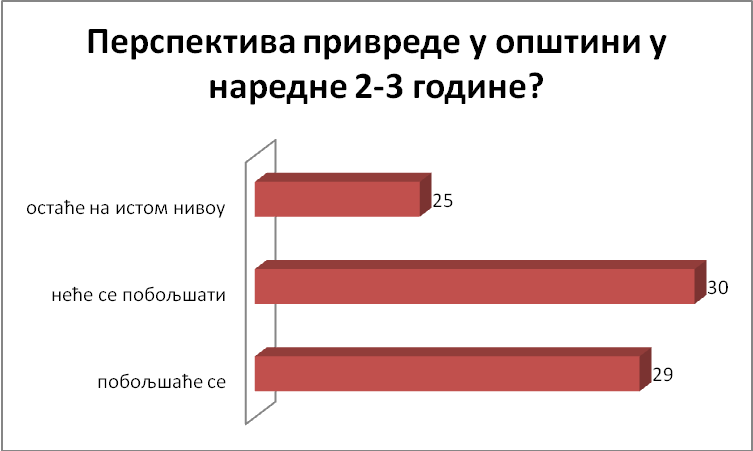 Перспектива привреде у општини у
наредне 2-3 године?
остаће на истом нивоу
25
неће се побољшати
30
побољшаће се
29